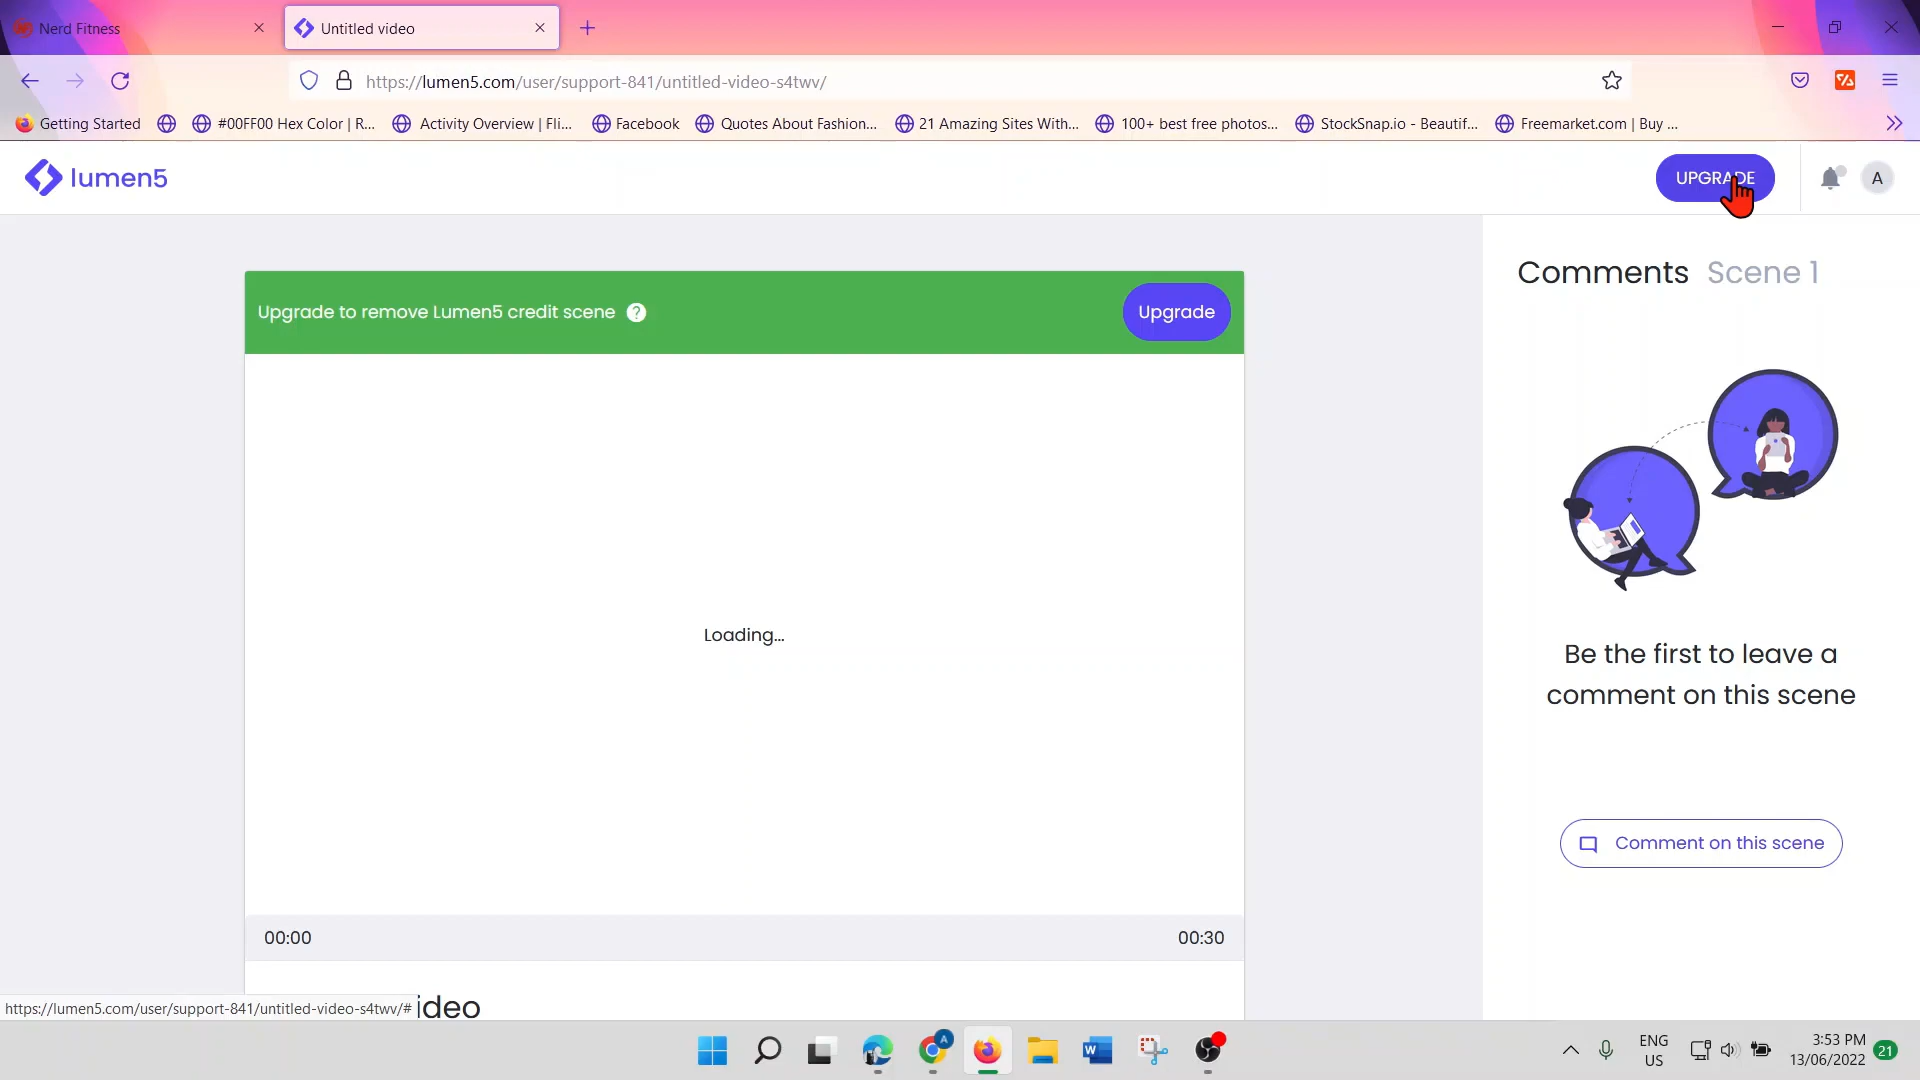 Nerd Fitness
Untitled video
https://lumen5.com/user/support-841/untitled-video-s4twv/
Getting Started
#00FF00 Hex Color | R...
Activity Overview | Fli...
Facebook
Quotes About Fashion...
21 Amazing Sites With...
100+ best free photos...
StockSnap.io - Beautif...
Freemarket.com | Buy ...
lumen5
UPGRADE
A
Comments Scene 1
Upgrade to remove Lumen5 credit scene ?
Upgrade
Loading...
Be the first to leave a
comment on this scene
Comment on this scene
00:00
00:30
ideo
https://lumen5.com/user/support-841/untitled-video-s4twv/#
A
W
ENG
US
3:53 PM
13/06/2022
21